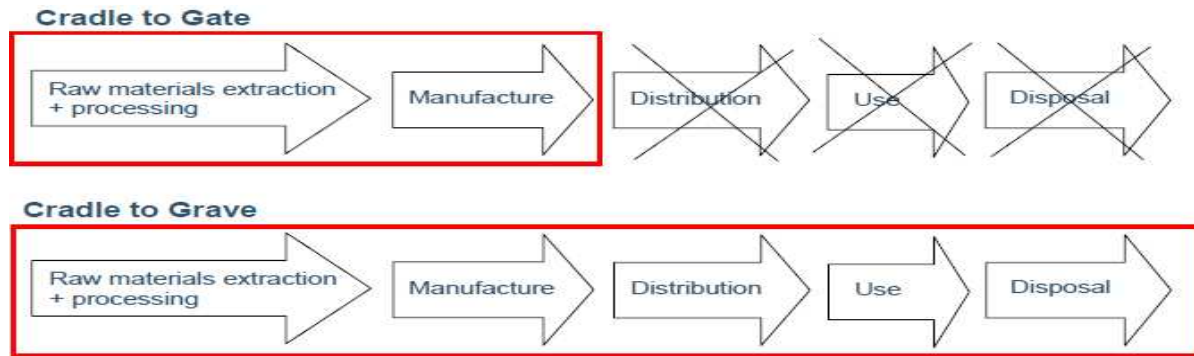 Cradle to Gate
Raw materials extraction
+ processing
Manufacture
Distribution
Use
Disposal
Cradle to Grave
Raw materials extraction
+ processing
Manufacture
Distribution
Use
Disposal